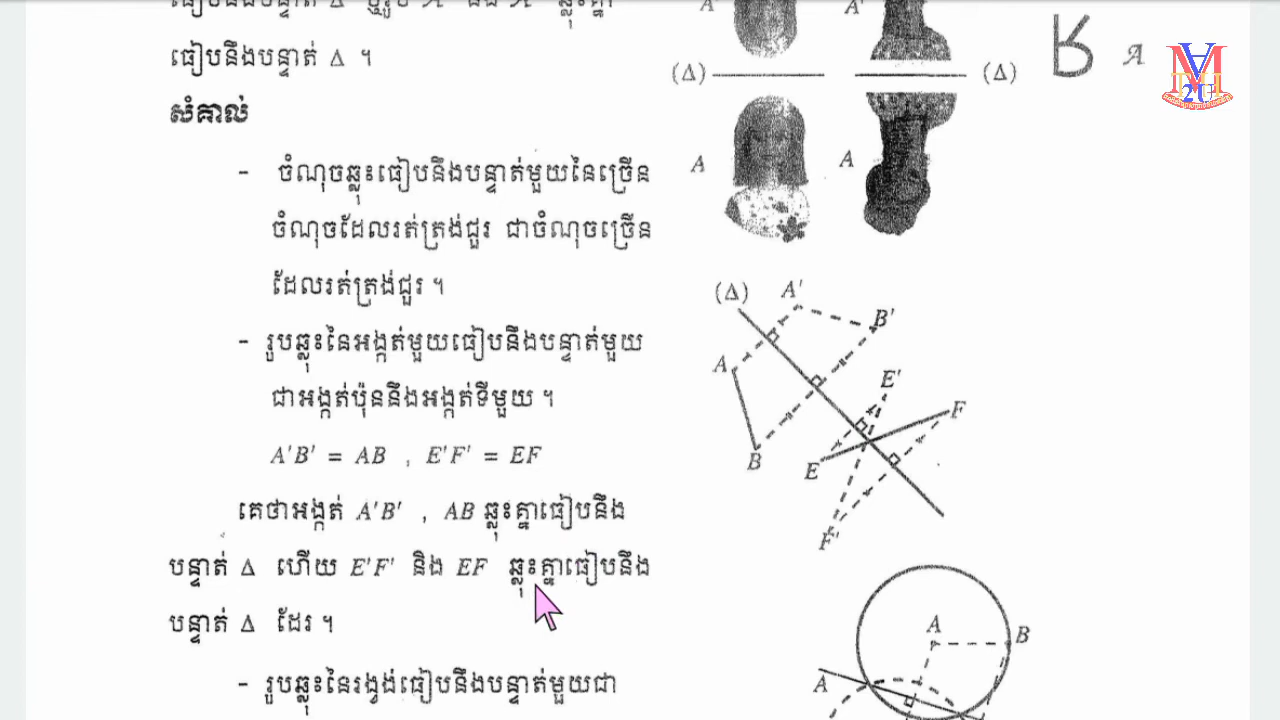 ធៀបនឹងបន្ទាត់ Δ ។
សំគាល់
- ចំណុចឆ្លុះធៀបនឹងបន្ទាត់មួយនៃច្រើន
ចំណុចដែលរត់ត្រង់ជួរ ជាចំណុចច្រើន
ដែលរត់ត្រង់ជួរ ។
- រូបឆ្លុះនៃអង្កត់មួយធៀបនឹងបន្ទាត់មួយ
ជាអង្កត់ប៉ុននឹងអង្កត់ទីមួយ ។
A'B' = AB , E'F' = EF
គេថាអង្កត់ A'B' , AB ឆ្លុះគ្នាធៀបនឹង
បន្ទាត់ Δ ហើយ E'F' និង EF ឆ្លុះគ្នាធៀបនឹង
បន្ទាត់ Δ ដែរ ។
- រូបឆ្លុះនៃរង្វង់ធៀបនឹងបន្ទាត់មួយជា
A' A'
(Δ) (Δ)
A A
A
(Δ) A' B'
A E' F
B E
F'
A B
A